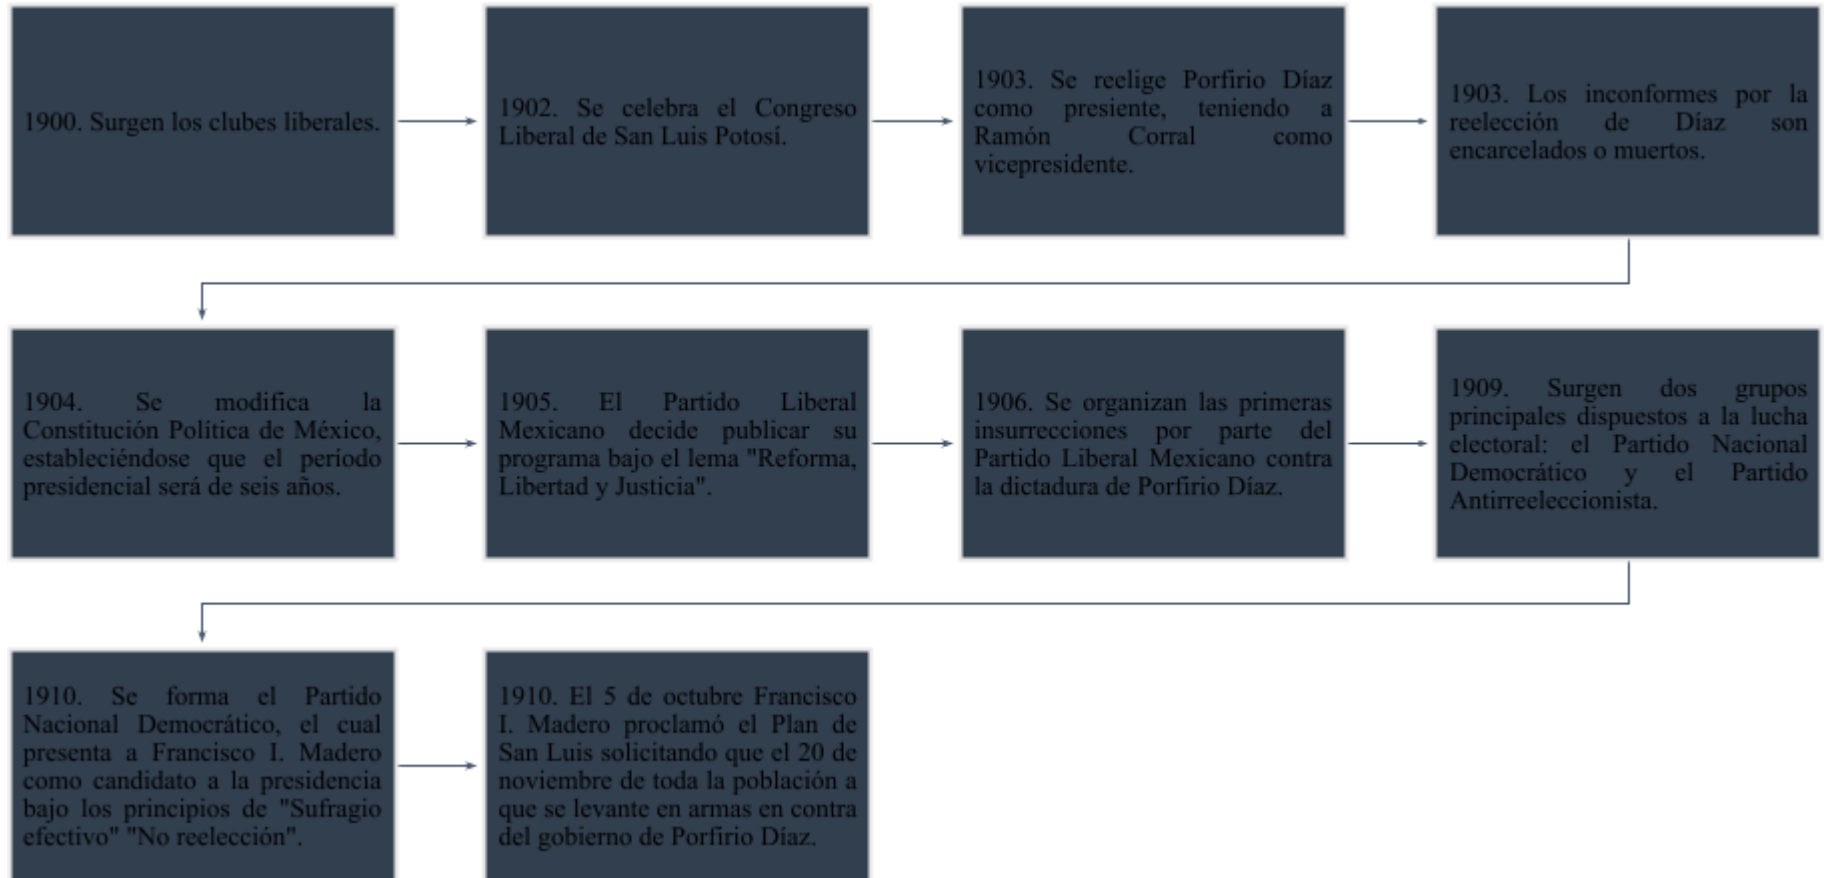 1900. Surgen los clubes liberales.
1902. Se celebra el Congreso
Liberal de San Luis Potosí.
1903. Se reelige Porfirio Díaz
como presiente, teniendo a
Ramón Corral como
vicepresidente.
1903. Los inconformes por la
reelección de Díaz son
encarcelados o muertos.
1904. Se modifica la
Constitución Política de México,
estableciéndose que el período
presidencial será de seis años.
1905. El Partido Liberal
Mexicano decide publicar su
programa bajo el lema "Reforma,
Libertad y Justicia".
1906. Se organizan las primeras
insurrecciones por parte del
Partido Liberal Mexicano contra
la dictadura de Porfirio Díaz.
1909. Surgen dos grupos
principales dispuestos a la lucha
electoral: el Partido Nacional
Democrático y el Partido
Antirreeleccionista.
1910. Se forma el Partido
Nacional Democrático, el cual
presenta a Francisco I. Madero
como candidato a la presidencia
bajo los principios de "Sufragio
efectivo" "No reelección".
1910. El 5 de octubre Francisco
I. Madero proclamó el Plan de
San Luis solicitando que el 20 de
noviembre de toda la población a
que se levante en armas en contra
del gobierno de Porfirio Díaz.